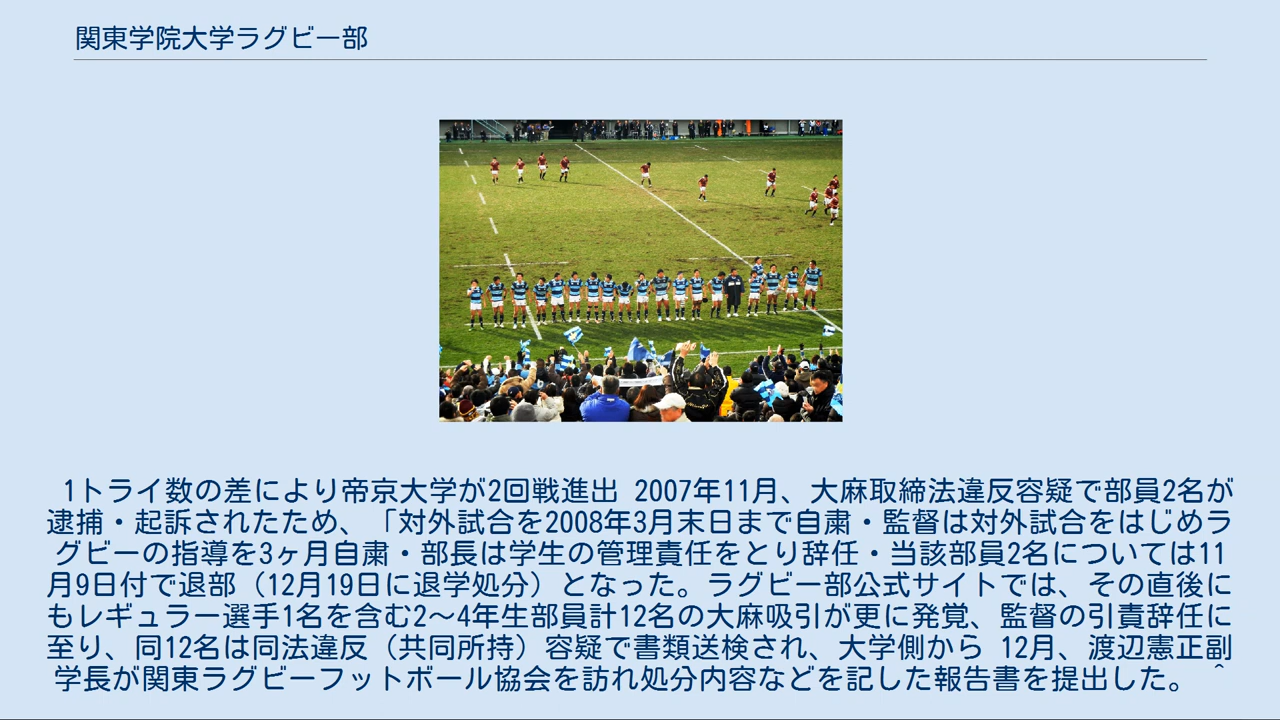 関東学院大学ラグビー部
1トライ数の差により帝京大学が2回戦進出 2007年11月、大麻取締法違反容疑で部員2名が
逮捕・起訴されたため、「対外試合を2008年3月末日まで自粛・監督は対外試合をはじめラ
グビーの指導を3ヶ月自粛・部長は学生の管理責任をとり辞任・当該部員2名については11
月9日付で退部（12月19日に退学処分）となった。ラグビー部公式サイトでは、その直後に
もレギュラー選手1名を含む2〜4年生部員計12名の大麻吸引が更に発覚、監督の引責辞任に
至り、同12名は同法違反（共同所持）容疑で書類送検され、大学側から 12月、渡辺憲正副
学長が関東ラグビーフットボール協会を訪れ処分内容などを記した報告書を提出した。 ^